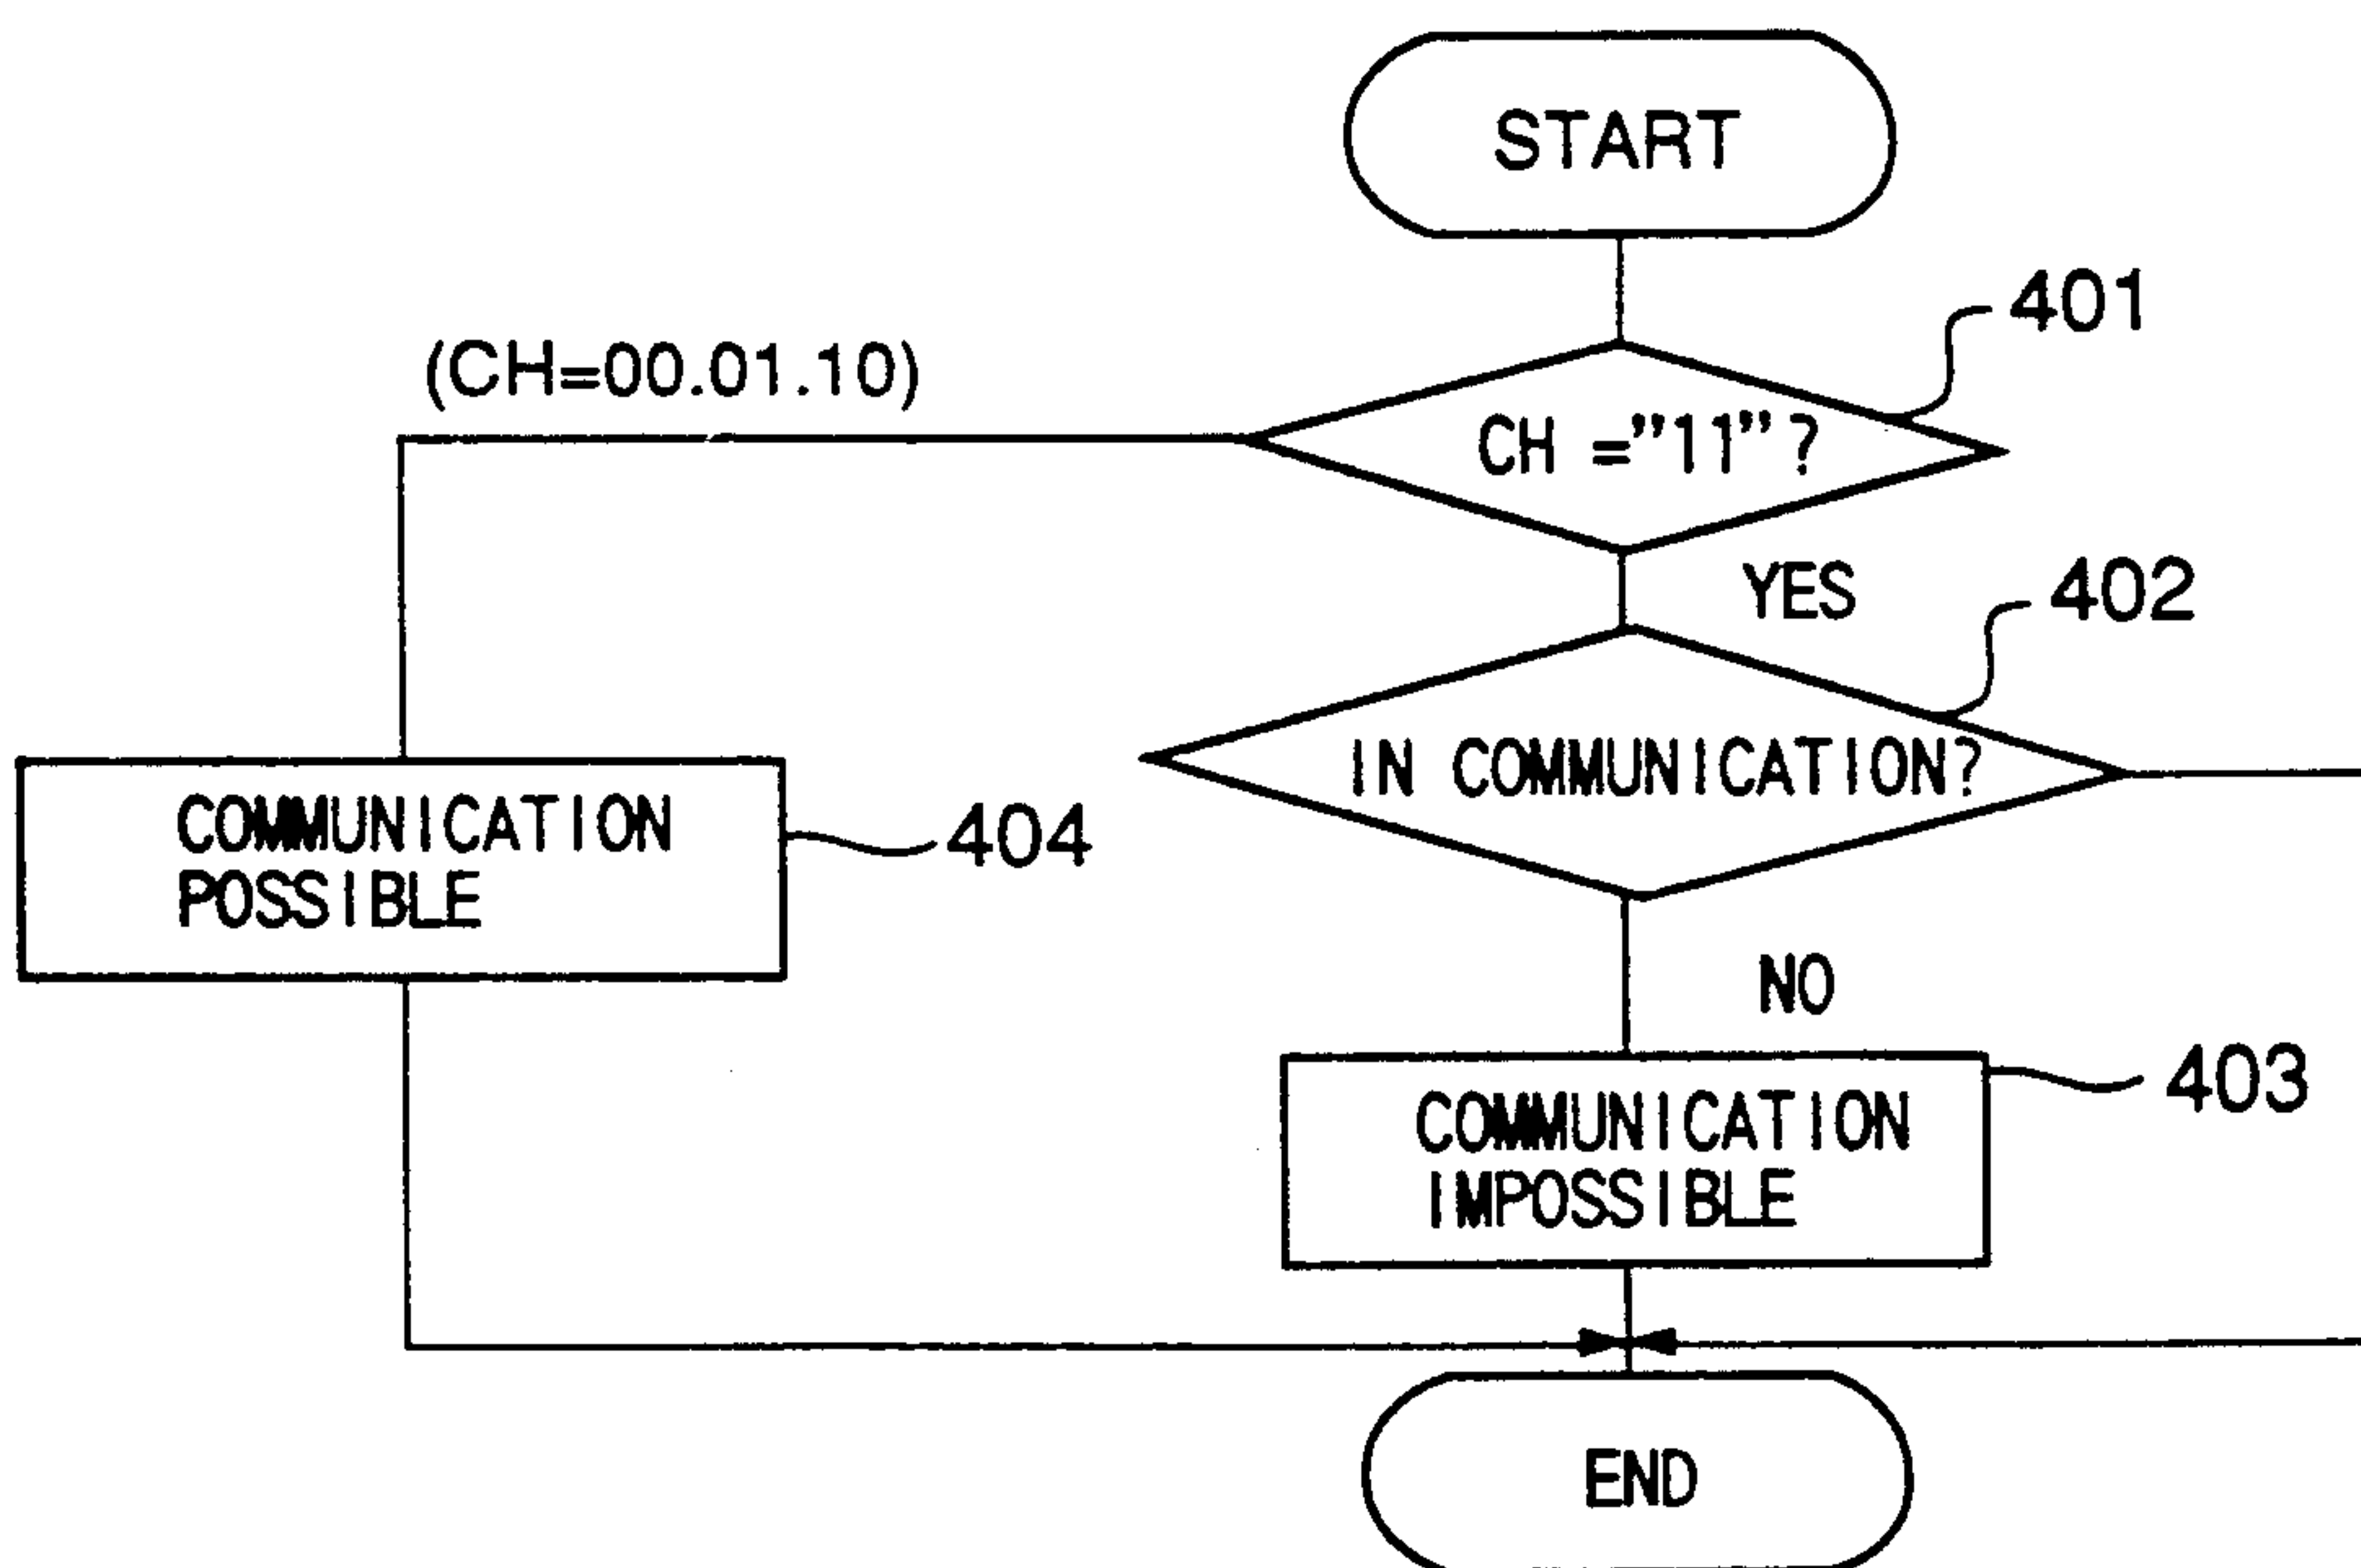 START
401
(CH=00.01.10)
CH ="11"?
YES
402
IN COMMUNICATION?
COMMUNICATION
POSSIBLE
404
NO
403
COMMUNICATION
IMPOSSIBLE
END